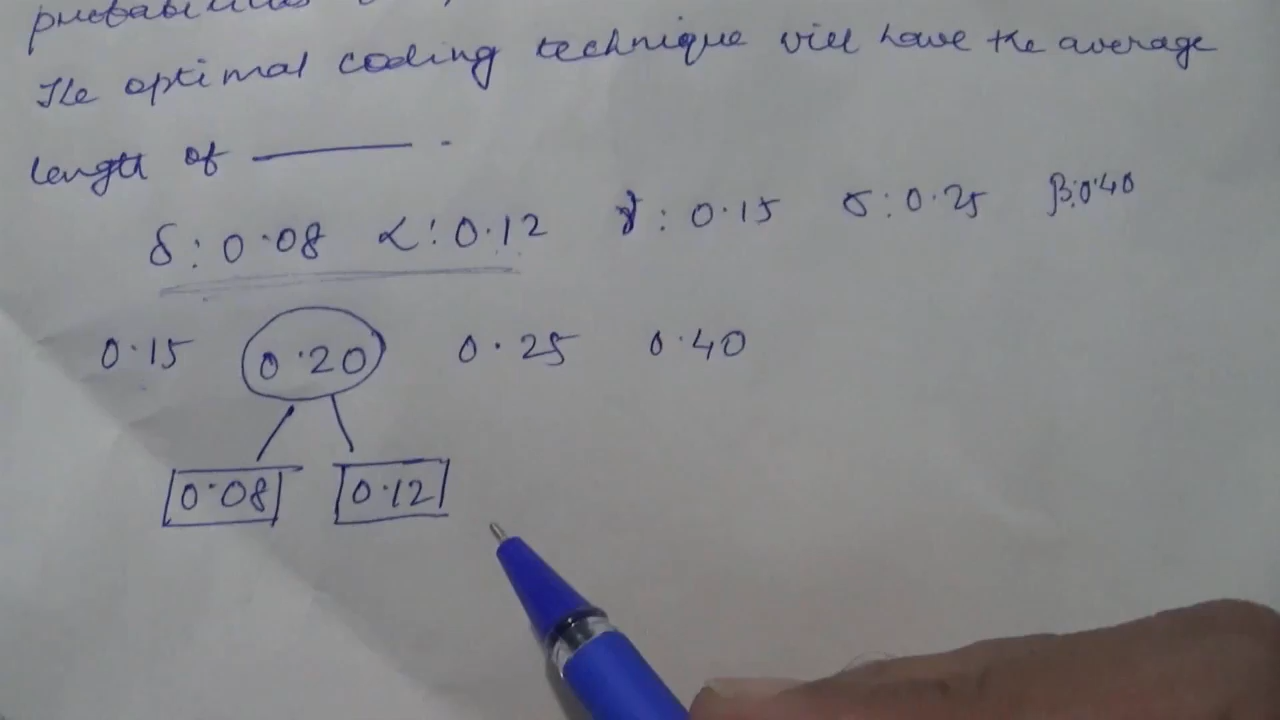 The optimal coding technique will have the average
length of ——— .
δ: 0.08 α: 0.12 γ: 0.15 σ: 0.25 β: 0.40
0.15 0.20 0.25 0.40
0.08 0.12